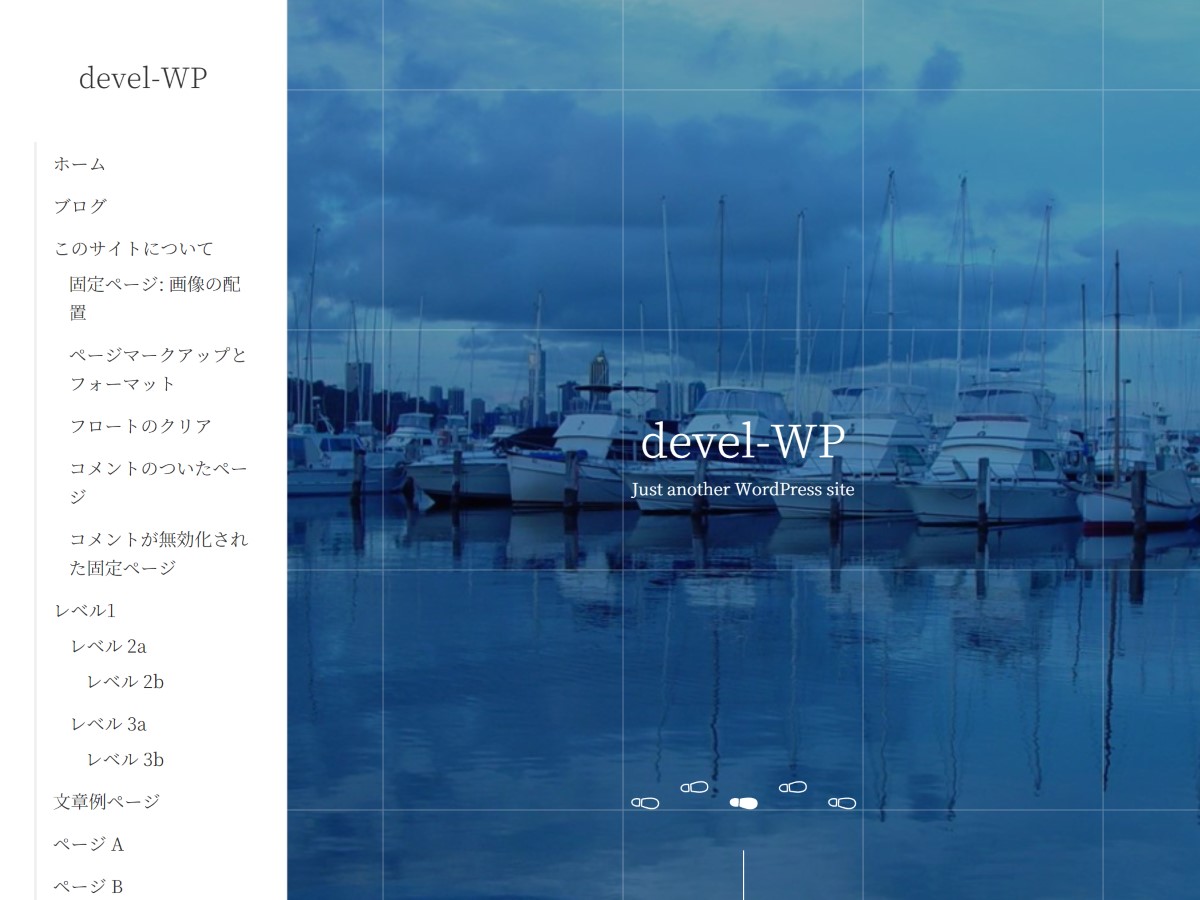 devel-WP
ホーム
ブログ
このサイトについて
固定ページ: 画像の配
置
ページマークアップと
フォーマット
フロートのクリア
コメントのついたペー
ジ
コメントが無効化され
た固定ページ
レベル1
レベル 2a
レベル 2b
レベル 3a
レベル 3b
文章例ページ
ページ A
ページ B
devel-WP
Just another WordPress site